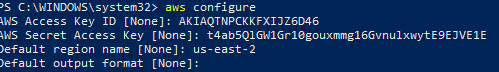 PS C:\WINDOWS\system32> aws configure
AWS Access Key ID [None]: AKIAQTNPCKKFXIJZ6D46
AWS Secret Access Key [None]: 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
Default region name [None]: us-east-2
Default output format [None]: